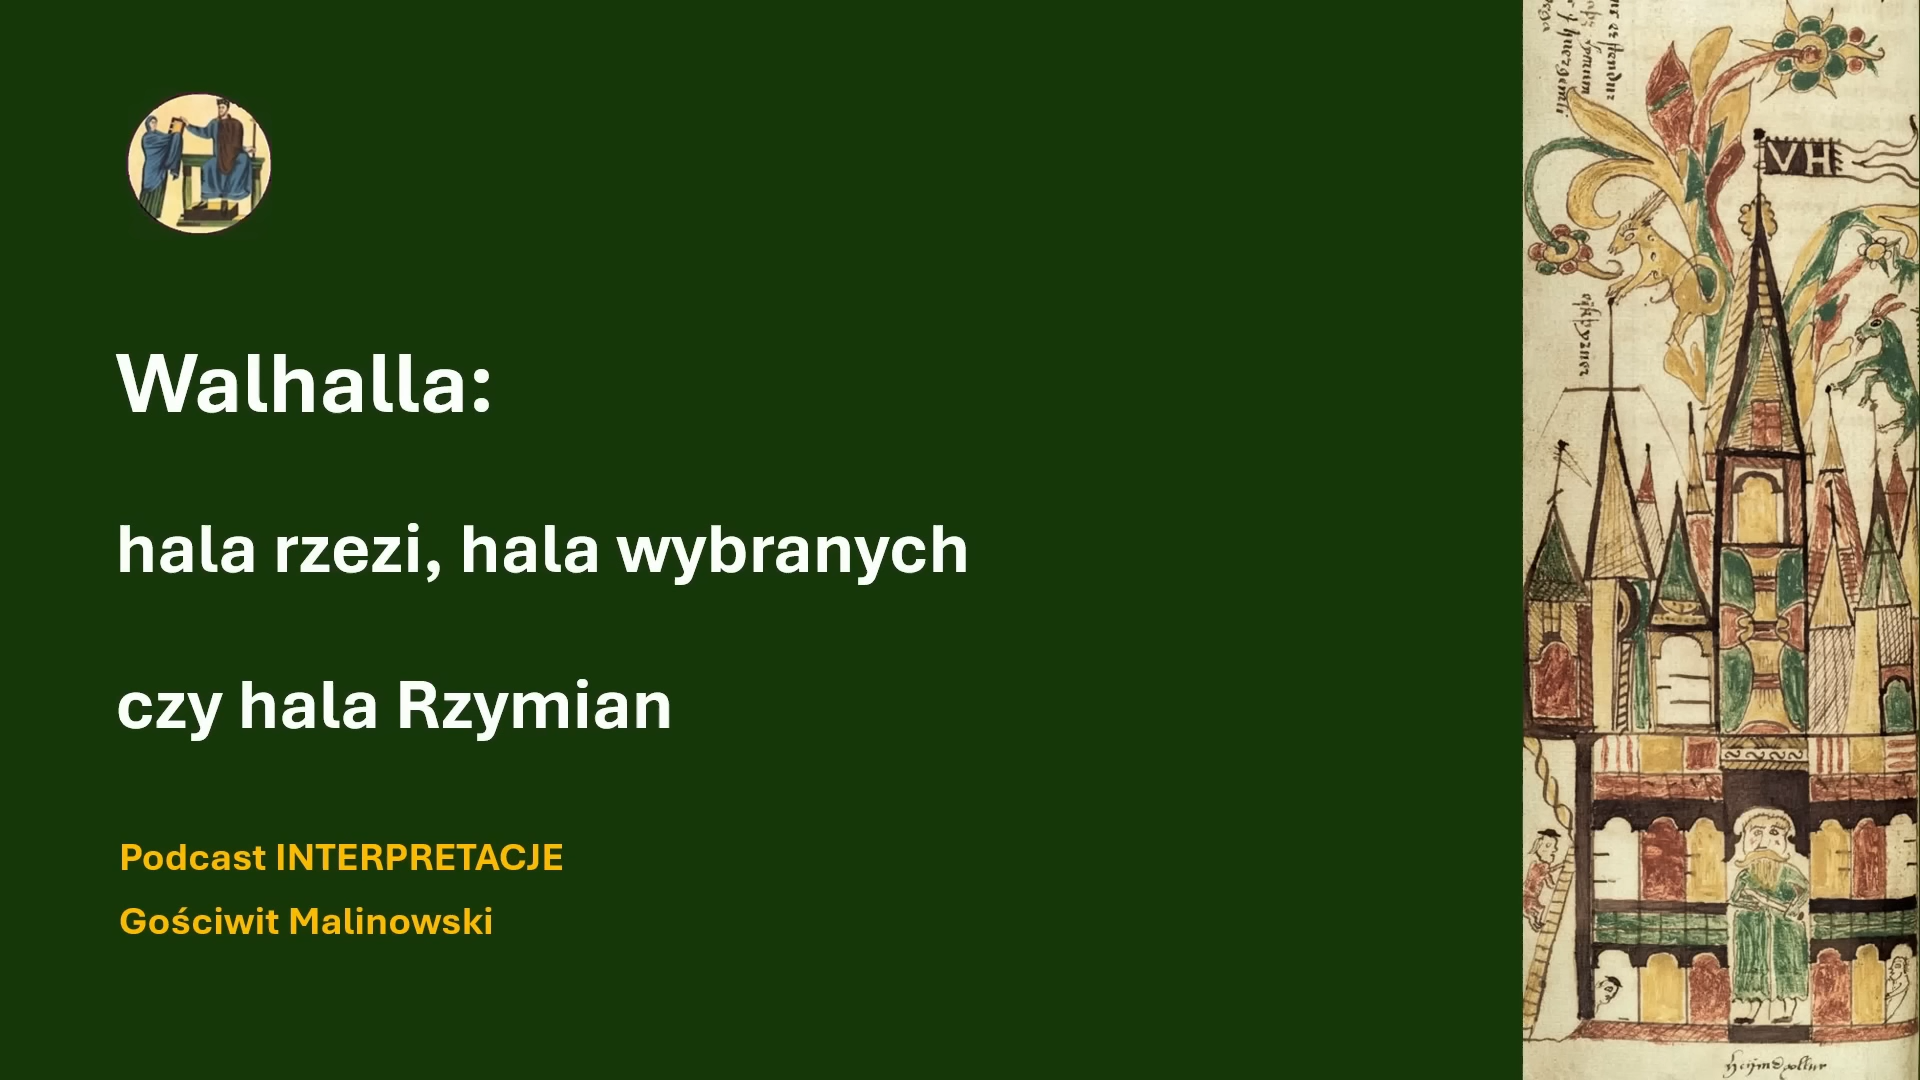 Walhalla:
hala rzezi, hala wybranych
czy hala Rzymian
Podcast INTERPRETACJE
Gościwit Malinowski
VH